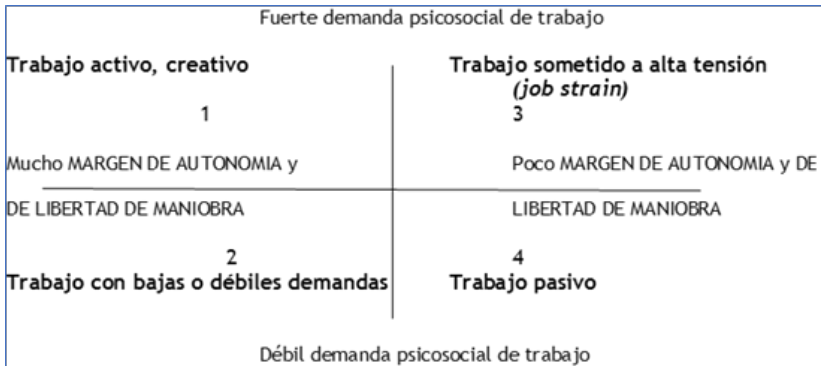 Fuerte demanda psicosocial de trabajo
Trabajo activo, creativo
Trabajo sometido a alta tensión
(job strain)
1
3
Mucho MARGEN DE AUTONOMIA y
Poco MARGEN DE AUTONOMIA y DE
DE LIBERTAD DE MANIOBRA
LIBERTAD DE MANIOBRA
2
4
Trabajo con bajas o débiles demandas
Trabajo pasivo
Débil demanda psicosocial de trabajo